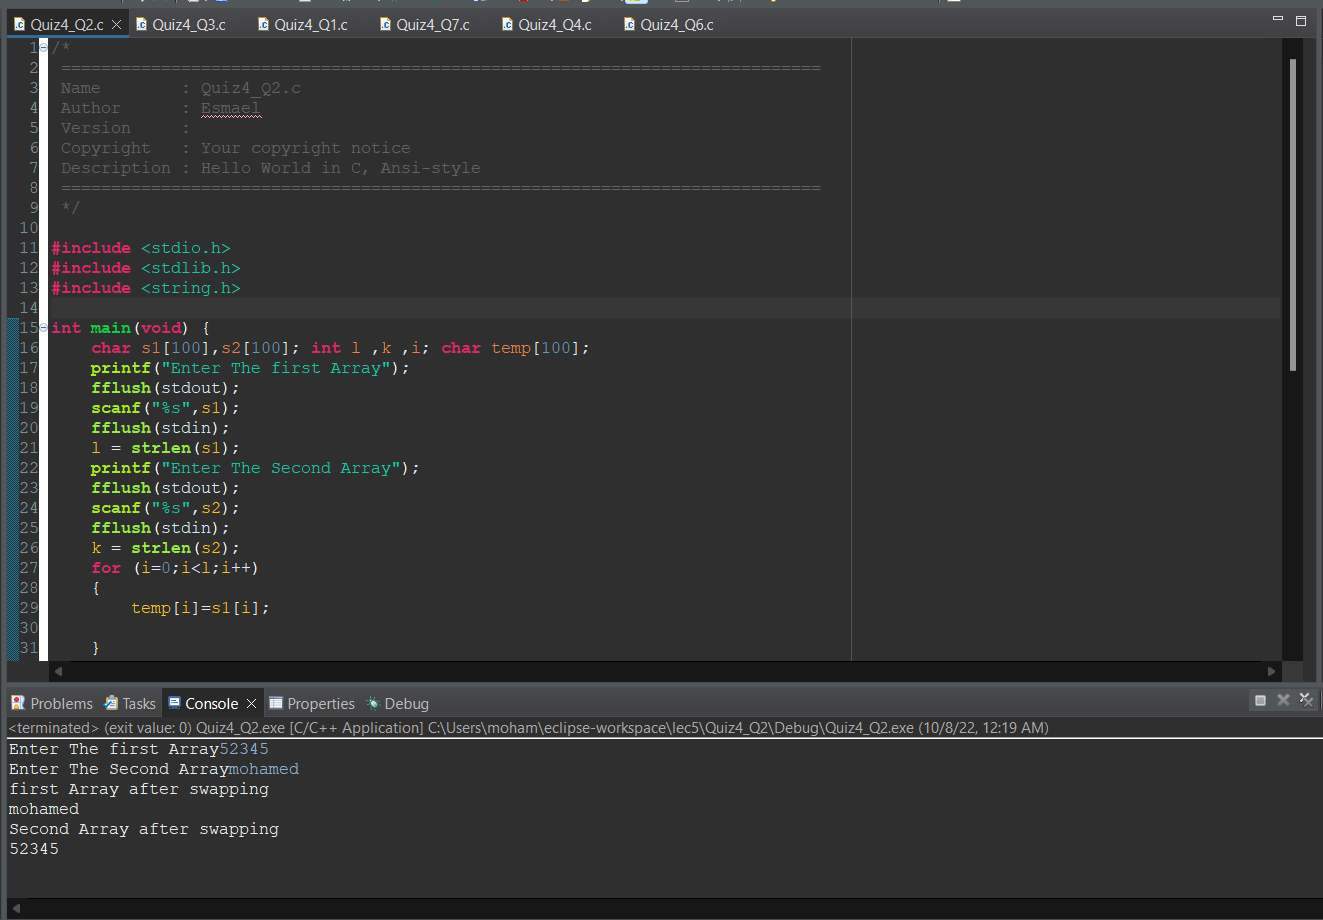 Quiz4_Q2.c Quiz4_Q3.c Quiz4_Q1.c Quiz4_Q7.c Quiz4_Q4.c Quiz4_Q6.c
1 /*
2 ============================================================================
3 Name        : Quiz4_Q2.c
4 Author      : Esmael
5 Version     :
6 Copyright   : Your copyright notice
7 Description : Hello World in C, Ansi-style
8 ============================================================================
9 */
10
11 #include <stdio.h>
12 #include <stdlib.h>
13 #include <string.h>
14
15 int main(void) {
16     char s1[100],s2[100]; int l ,k ,i; char temp[100];
17     printf("Enter The first Array");
18     fflush(stdout);
19     scanf("%s",s1);
20     fflush(stdin);
21     l = strlen(s1);
22     printf("Enter The Second Array");
23     fflush(stdout);
24     scanf("%s",s2);
25     fflush(stdin);
26     k = strlen(s2);
27     for (i=0;i<l;i++)
28     {
29         temp[i]=s1[i];
30
31     }
Problems Tasks Console Properties Debug
<terminated> (exit value: 0) Quiz4_Q2.exe [C/C++ Application] C:\Users\moham\eclipse-workspace\lec5\Quiz4_Q2\Debug\Quiz4_Q2.exe (10/8/22, 12:19 AM)
Enter The first Array52345
Enter The Second Arraymohamed
first Array after swapping
mohamed
Second Array after swapping
52345